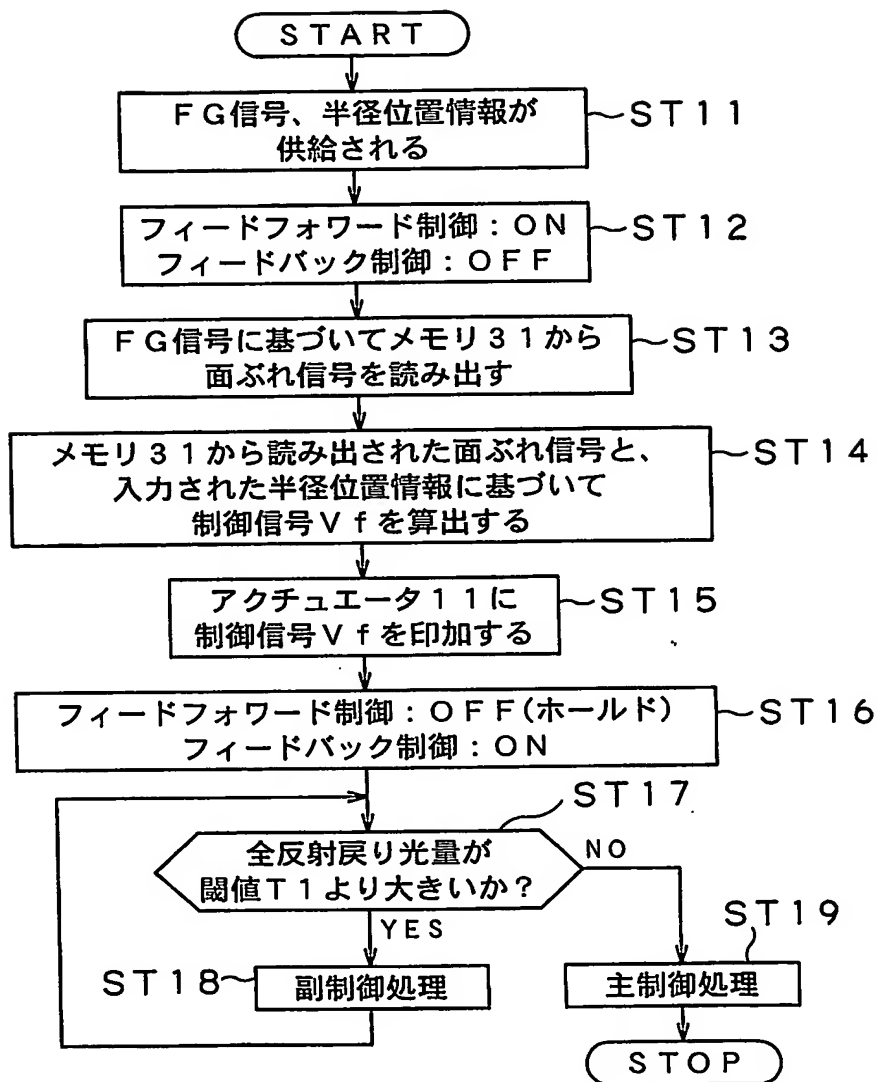 START
FG信号、半径位置情報が
供給される
ST11
フィードフォワード制御:ON
フィードバック制御:OFF
ST12
FG信号に基づいてメモリ31から
面ぶれ信号を読み出す
ST13
メモリ31から読み出された面ぶれ信号と、
入力された半径位置情報に基づいて
制御信号Vfを算出する
ST14
アクチュエータ11に
制御信号Vfを印加する
ST15
フィードフォワード制御:OFF(ホールド)
フィードバック制御:ON
ST16
ST17
全反射戻り光量が
閾値T1より大きいか?
NO
YES
ST18
副制御処理
ST19
主制御処理
STOP